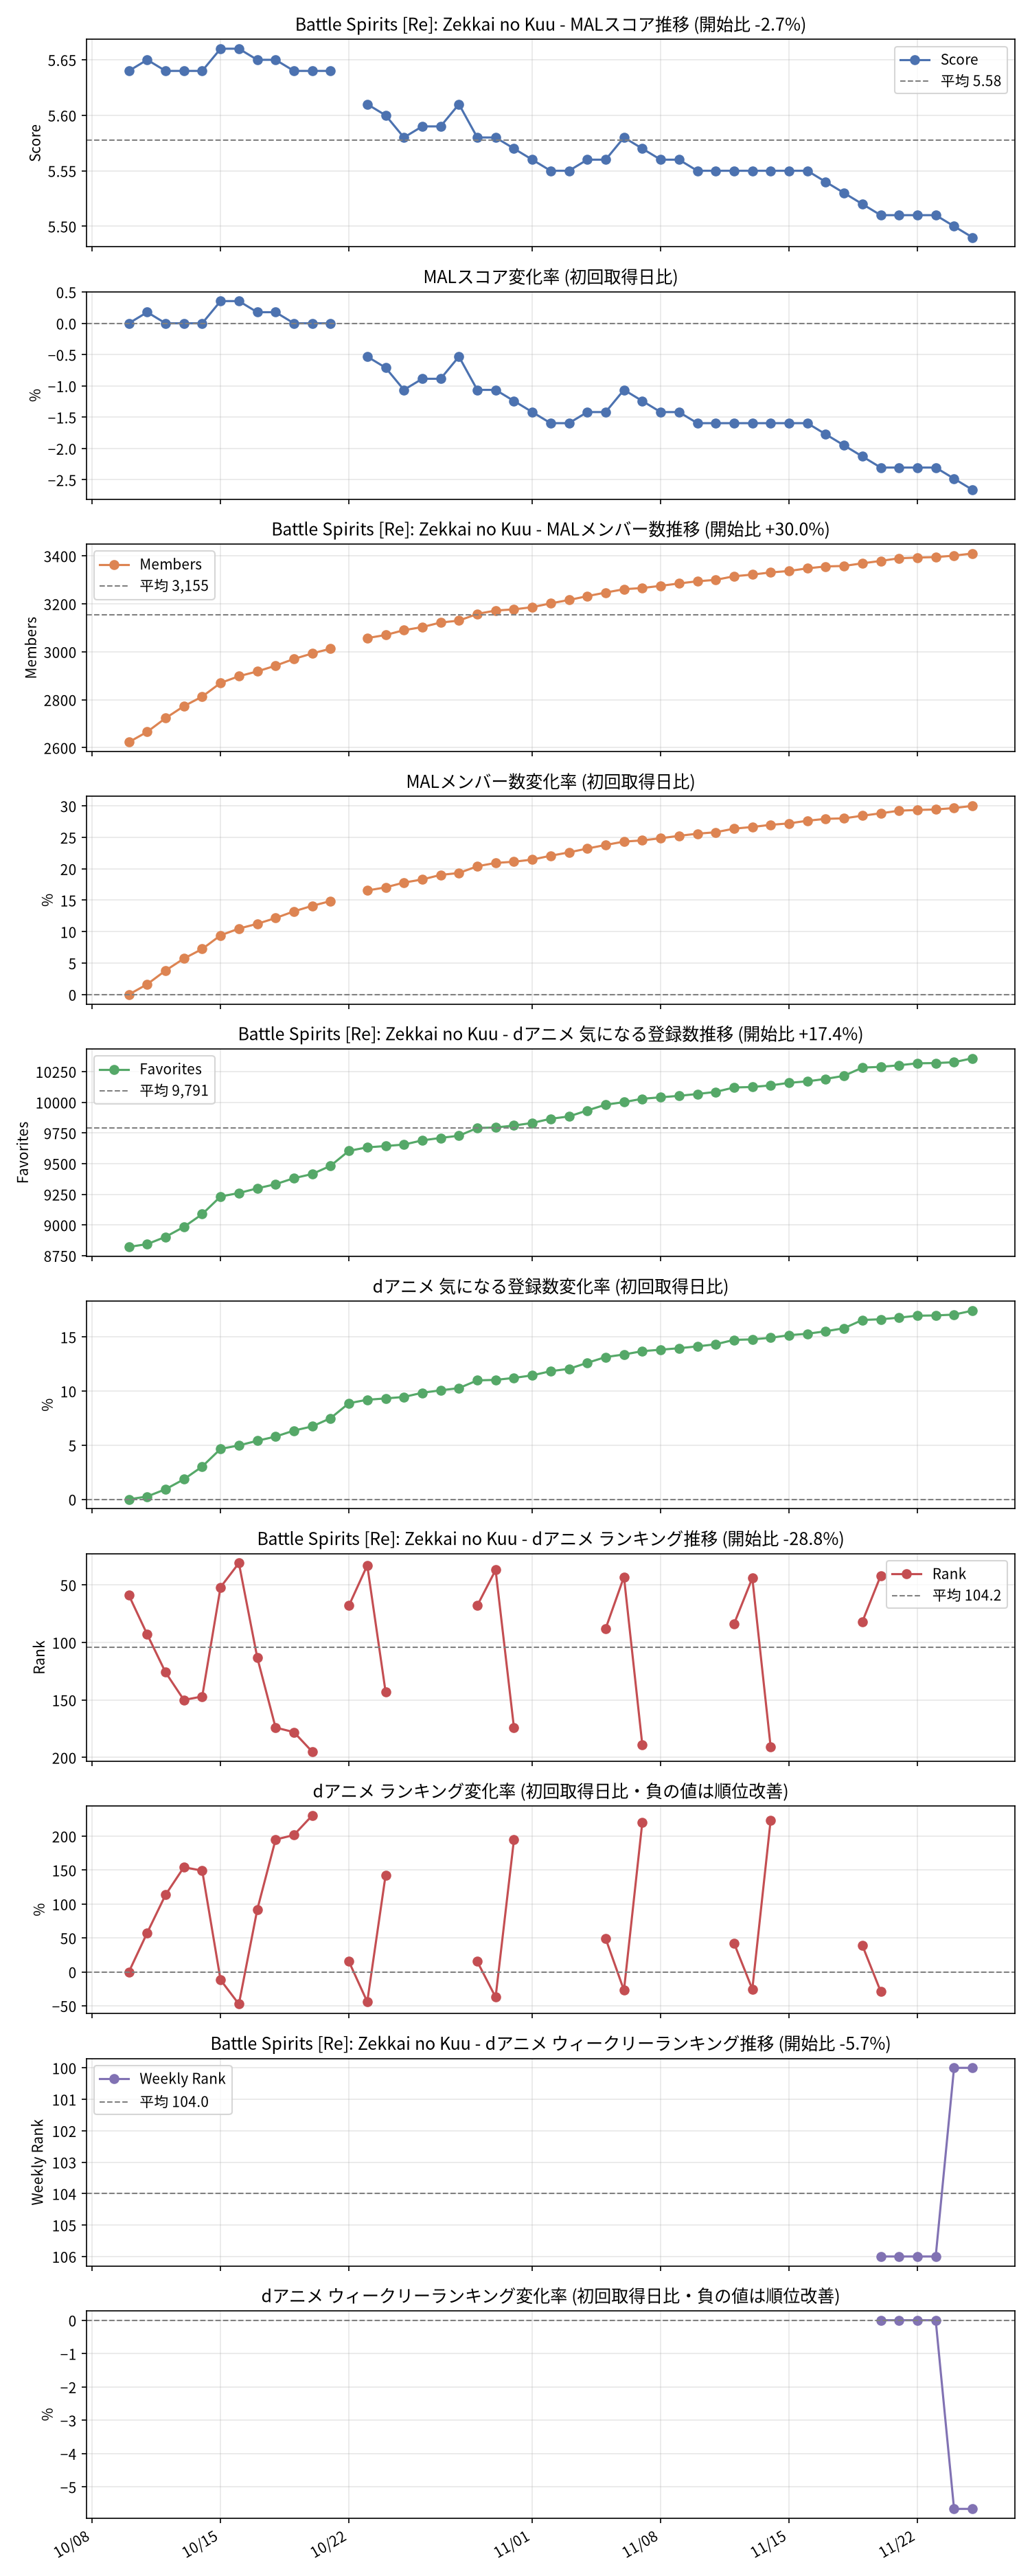 Battle Spirits [Re]: Zekkai no Kuu - MALスコア推移 (開始比 -2.7%)
Score
平均 5.58
5.65
5.60
5.55
5.50
Score
MALスコア変化率 (初回取得日比)
0.5
0.0
−0.5
−1.0
−1.5
−2.0
−2.5
%
Battle Spirits [Re]: Zekkai no Kuu - MALメンバー数推移 (開始比 +30.0%)
Members
平均 3,155
3400
3200
3000
2800
2600
Members
MALメンバー数変化率 (初回取得日比)
30
25
20
15
10
5
0
%
Battle Spirits [Re]: Zekkai no Kuu - dアニメ 気になる登録数推移 (開始比 +17.4%)
Favorites
平均 9,791
10250
10000
9750
9500
9250
9000
8750
Favorites
dアニメ 気になる登録数変化率 (初回取得日比)
15
10
5
0
%
Battle Spirits [Re]: Zekkai no Kuu - dアニメ ランキング推移 (開始比 -28.8%)
Rank
平均 104.2
50
100
150
200
Rank
dアニメ ランキング変化率 (初回取得日比・負の値は順位改善)
200
150
100
50
0
−50
%
Battle Spirits [Re]: Zekkai no Kuu - dアニメ ウィークリーランキング推移 (開始比 -5.7%)
Weekly Rank
平均 104.0
100
101
102
103
104
105
106
Weekly Rank
dアニメ ウィークリーランキング変化率 (初回取得日比・負の値は順位改善)
0
−1
−2
−3
−4
−5
%
10/08
10/15
10/22
11/01
11/08
11/15
11/22